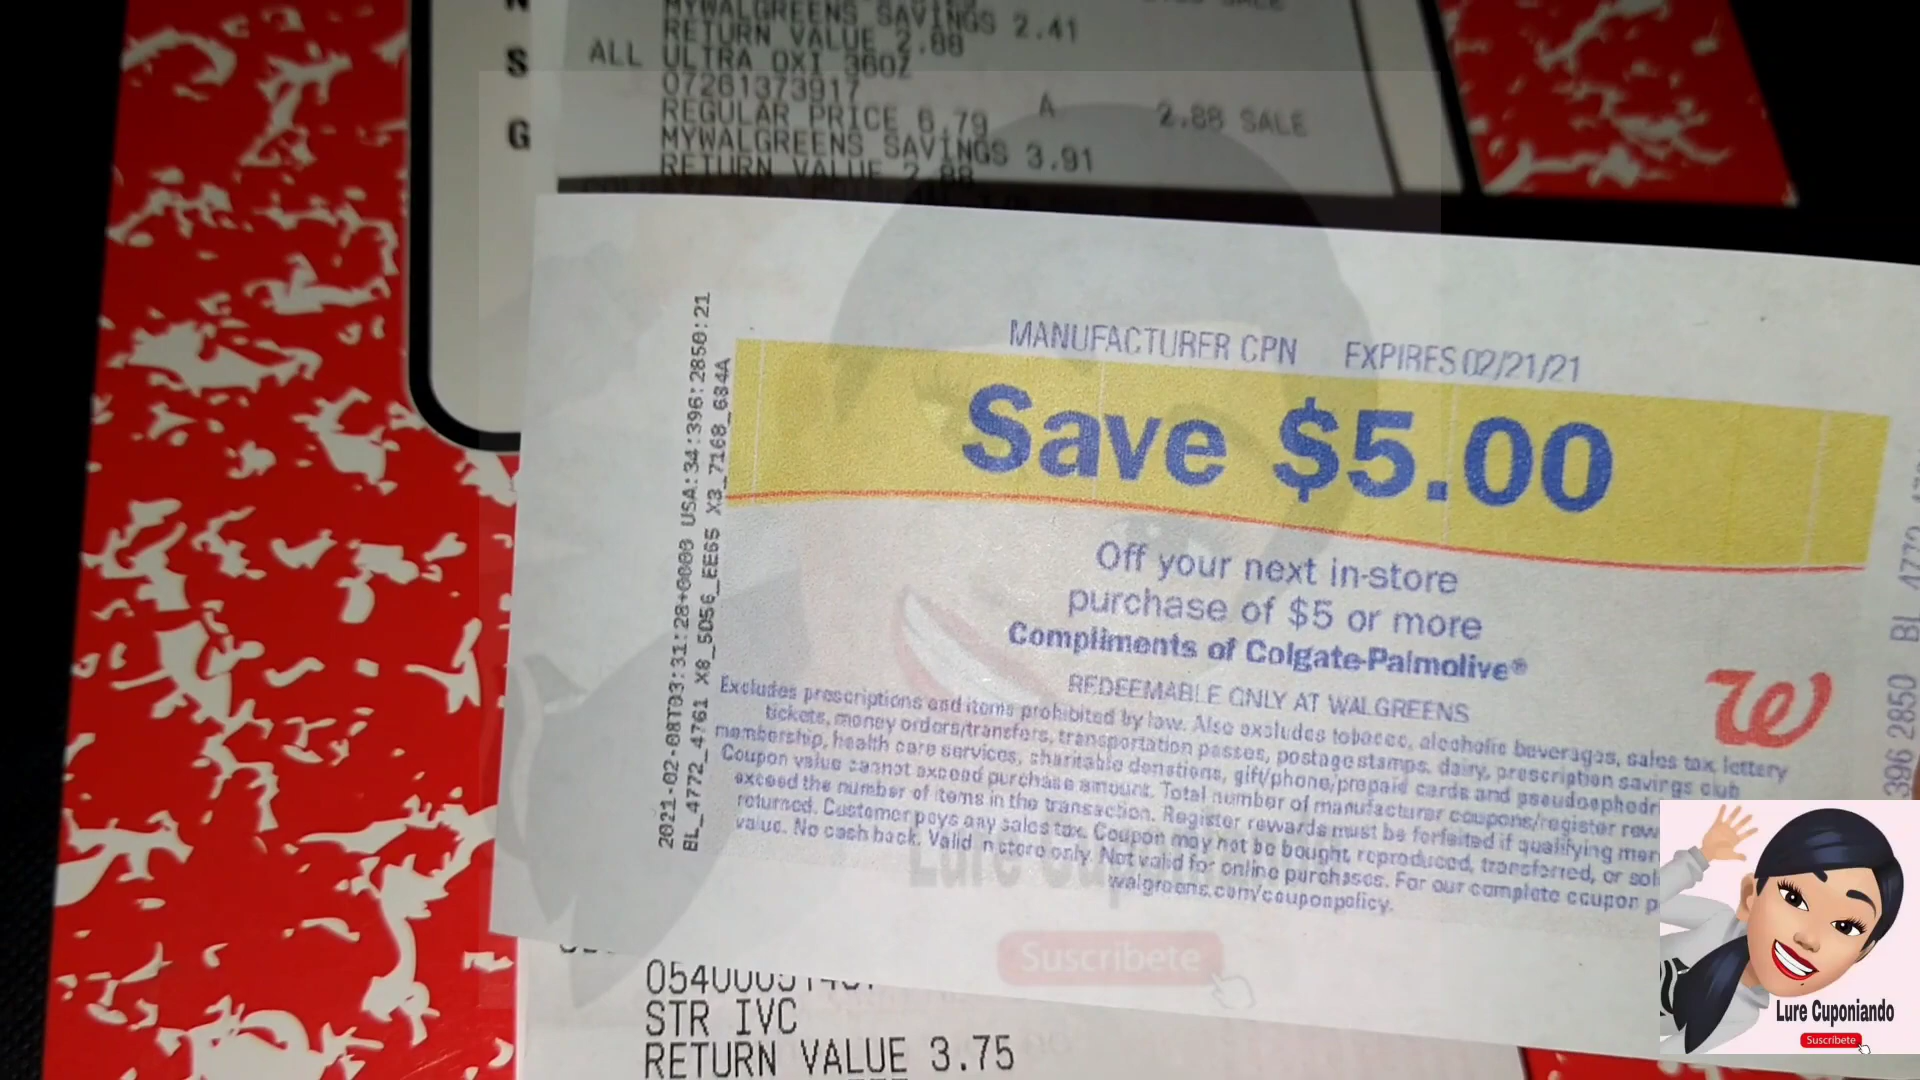 N
S
G
MYWALGREENS SAVINGS 2.41
RETURN VALUE 2.88
ALL ULTRA OXI 36OZ
07261373917
REGULAR PRICE 6.79 A 2.88 SALE
MYWALGREENS SAVINGS 3.91
RETURN VALUE 2.88
MANUFACTURER CPN EXPIRES 02/21/21
Save $5.00
Off your next in-store
purchase of $5 or more
Compliments of Colgate-Palmolive®
REDEEMABLE ONLY AT WALGREENS
Excludes prescriptions and items prohibited by law. Also excludes tobacco, alcoholic beverages, sales tax, lottery
tickets, money orders/transfers, transportation passes, postage stamps, dairy, prescription savings club
membership, health care services, charitable donations, gift/phone/prepaid cards and pseudoephedr
Coupon value cannot exceed purchase amount. Total number of manufacturer coupons/register rew
exceed the number of items in the transaction. Register rewards must be forfeited if qualifying mer
returned. Customer pays any sales tax. Coupon may not be bought, reproduced, transferred, or sol
value. No cash back. Valid in store only. Not valid for online purchases. For our complete coupon p
walgreens.com/couponpolicy.
W
2021-02-08T03:31:28+0000 USA:34:396:2850:21
BL_4772_4761 X8_5D56_EE65 X3_7168_684A
396 2850 BL 4772
STR IVC
RETURN VALUE 3.75
Lure Cuponiando
Suscribete
Lure Cuponiando
Suscribete